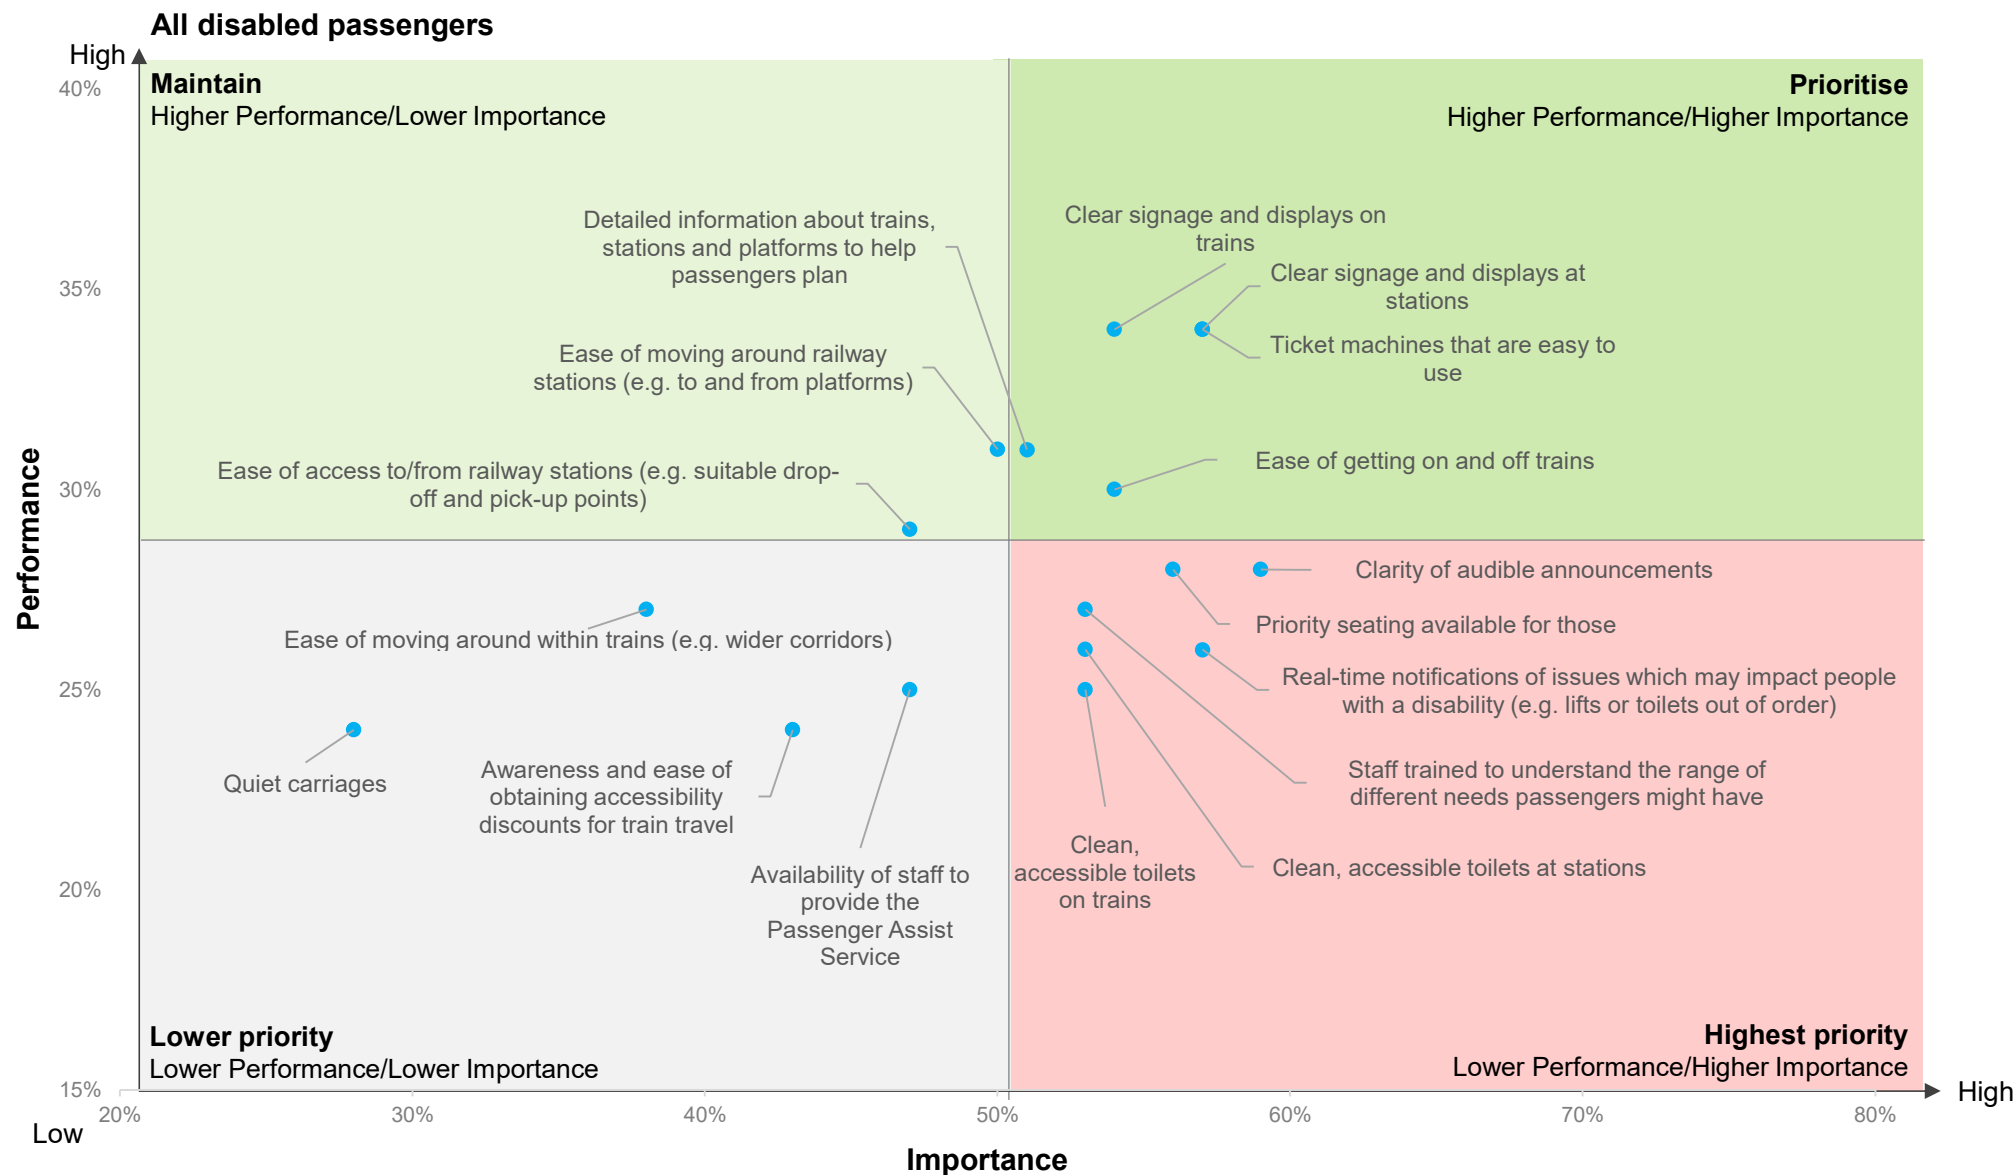 All disabled passengers
High
40%
35%
30%
25%
20%
15%
Performance
Maintain
Higher Performance/Lower Importance
Prioritise
Higher Performance/Higher Importance
Detailed information about trains,
stations and platforms to help
passengers plan
Clear signage and displays on
trains
Clear signage and displays at
stations
Ticket machines that are easy to
use
Ease of moving around railway
stations (e.g. to and from platforms)
Ease of access to/from railway stations (e.g. suitable drop-
off and pick-up points)
Ease of getting on and off trains
Clarity of audible announcements
Priority seating available for those
Ease of moving around within trains (e.g. wider corridors)
Real-time notifications of issues which may impact people
with a disability (e.g. lifts or toilets out of order)
Quiet carriages
Awareness and ease of
obtaining accessibility
discounts for train travel
Staff trained to understand the range of
different needs passengers might have
Availability of staff to
provide the
Passenger Assist
Service
Clean,
accessible toilets
on trains
Clean, accessible toilets at stations
Lower priority
Lower Performance/Lower Importance
Highest priority
Lower Performance/Higher Importance
20%
30%
40%
50%
60%
70%
80%
High
Low
Importance